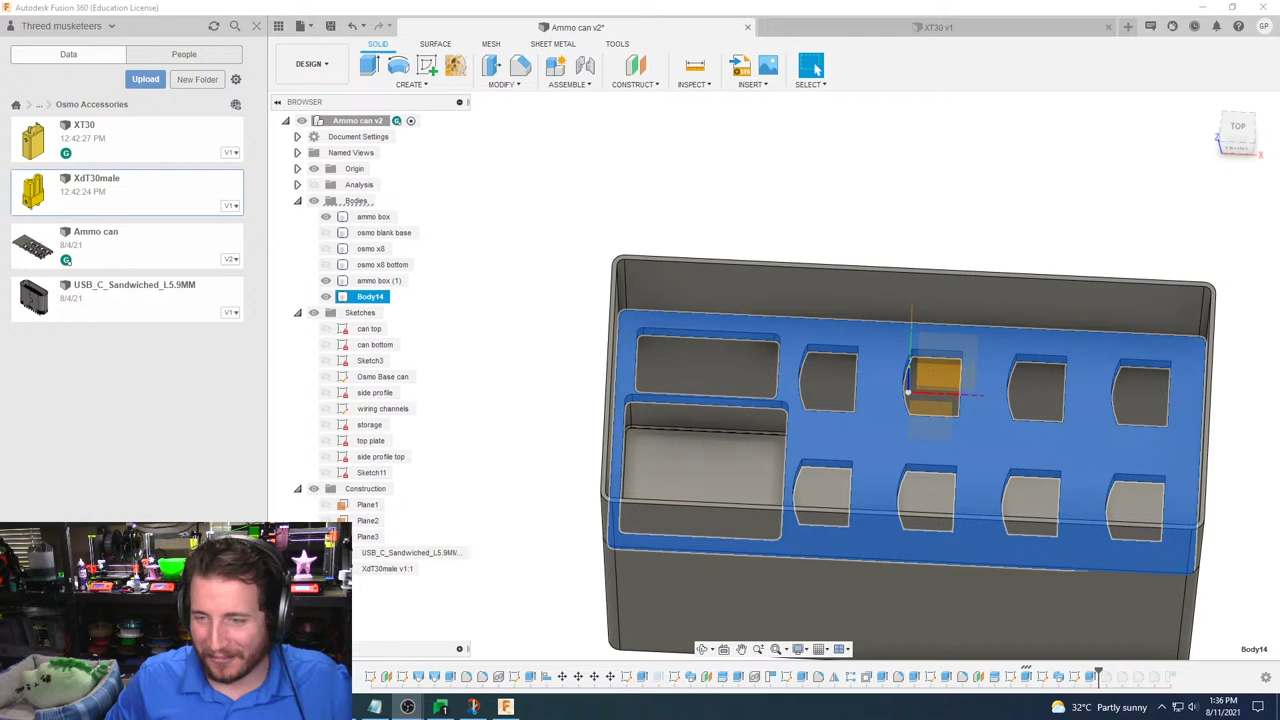 Autodesk Fusion 360 (Education License)
Threed musketeers
Ammo can v2*
XT30 v1
GP
Data
People
SOLID
SURFACE
MESH
SHEET METAL
TOOLS
Upload
New Folder
DESIGN
CREATE
MODIFY
ASSEMBLE
CONSTRUCT
INSPECT
INSERT
SELECT
... Osmo Accessories
BROWSER
XT30
12:42:27 PM
G
V1
XdT30male
12:42:24 PM
V1
Ammo can
8/4/21
G
V2
USB_C_Sandwiched_L5.9MM
8/4/21
V1
Ammo can v2
Document Settings
Named Views
Origin
Analysis
Bodies
ammo box
osmo blank base
osmo x8
osmo x8 bottom
ammo box (1)
Body14
Sketches
can top
can bottom
Sketch3
Osmo Base can
side profile
wiring channels
storage
top plate
side profile top
Sketch11
Construction
Plane1
Plane2
Plane3
USB_C_Sandwiched_L5.9MM...
XdT30male v1:1
TOP
FRONT
Z
X
Body14
32°C Partly sunny
1:36 PM
8/11/2021